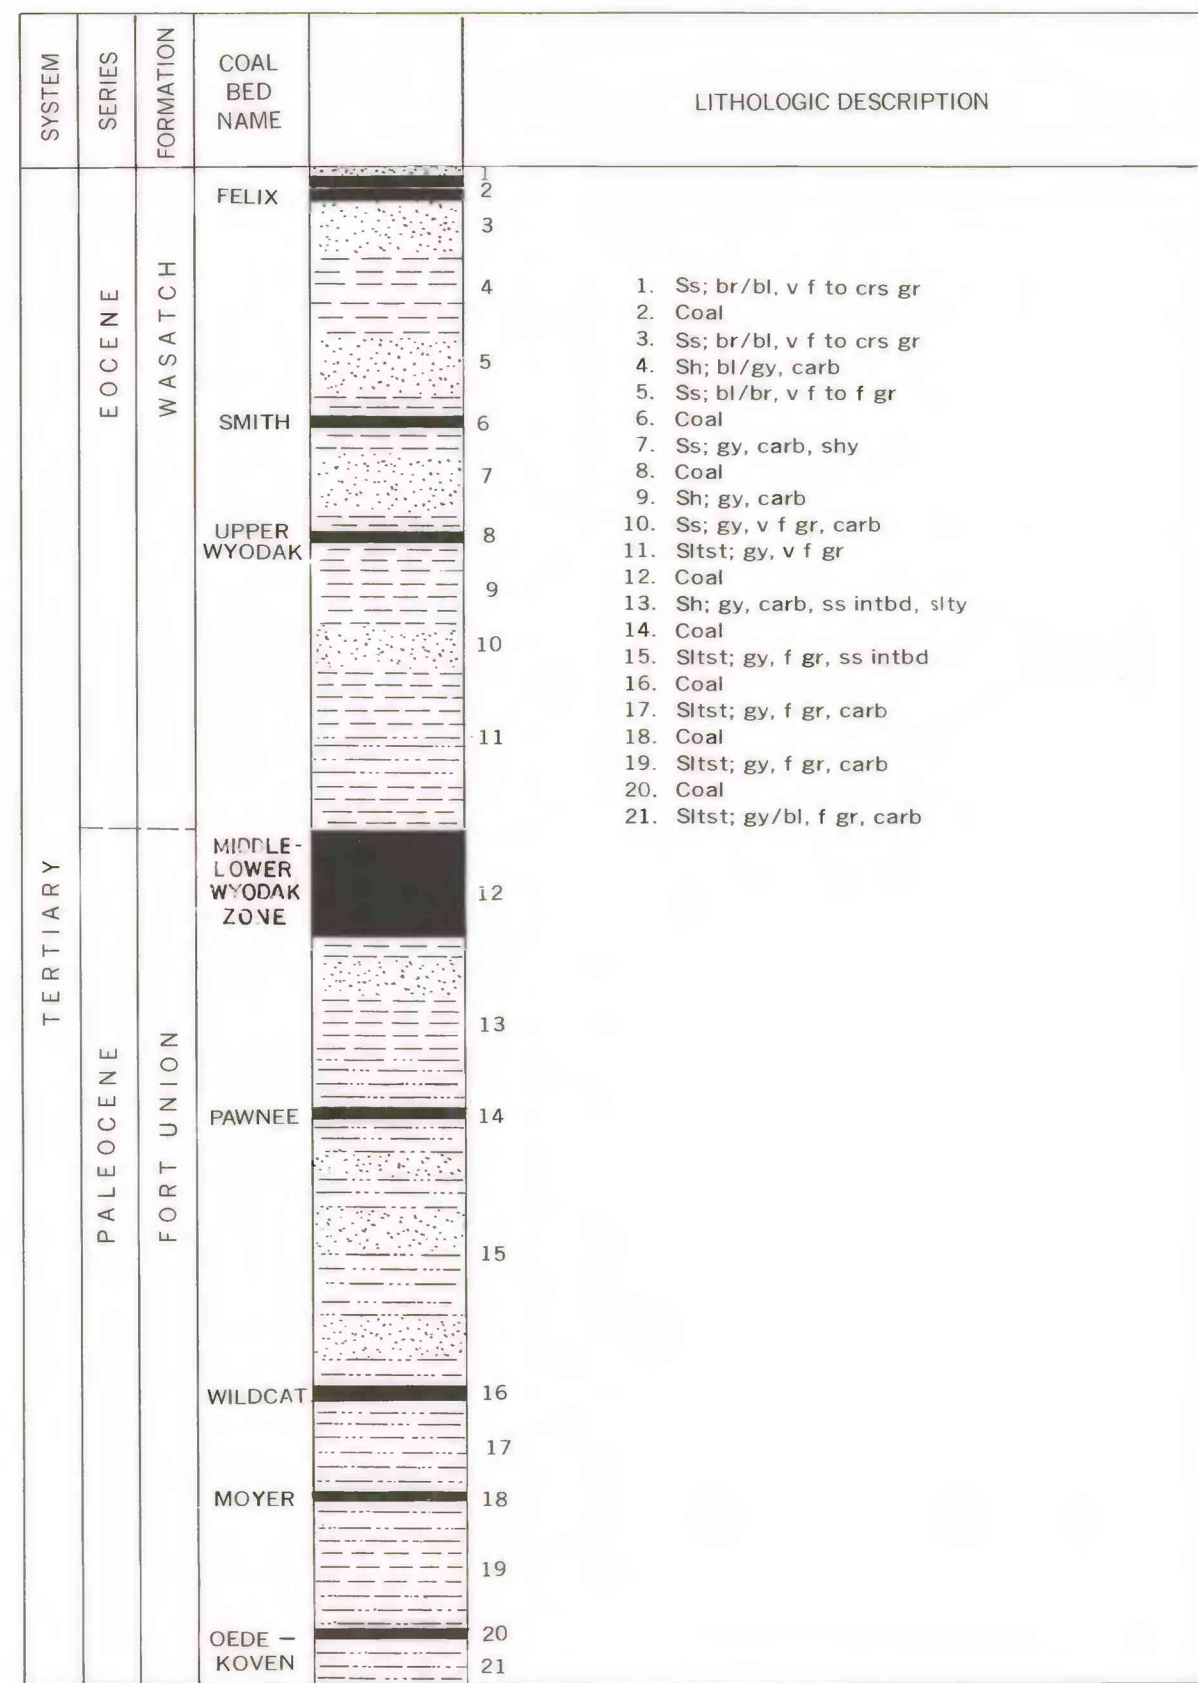 SYSTEM
SERIES
FORMATION
COAL
BED
NAME
LITHOLOGIC DESCRIPTION
TERTIARY
EOCENE
PALEOCENE
WASATCH
FORT UNION
FELIX
SMITH
UPPER
WYODAK
MIDDLE-
LOWER
WYODAK
ZONE
PAWNEE
WILDCAT
MOYER
OEDE –
KOVEN
1
2
3
4
5
6
7
8
9
10
11
12
13
14
15
16
17
18
19
20
21
1. Ss; br/bl, v f to crs gr
2. Coal
3. Ss; br/bl, v f to crs gr
4. Sh; bl/gy, carb
5. Ss; bl/br, v f to f gr
6. Coal
7. Ss; gy, carb, shy
8. Coal
9. Sh; gy, carb
10. Ss; gy, v f gr, carb
11. Sltst; gy, v f gr
12. Coal
13. Sh; gy, carb, ss intbd, slty
14. Coal
15. Sltst; gy, f gr, ss intbd
16. Coal
17. Sltst; gy, f gr, carb
18. Coal
19. Sltst; gy, f gr, carb
20. Coal
21. Sltst; gy/bl, f gr, carb